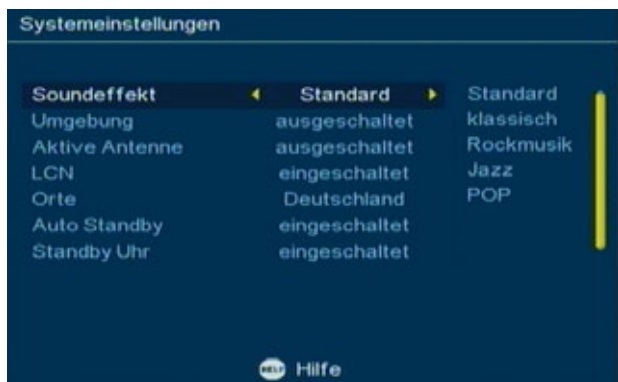 Systemeinstellungen
Soundeffekt Standard Standard
Umgebung ausgeschaltet klassisch
Aktive Antenne ausgeschaltet Rockmusik
LCN eingeschaltet Jazz
Orte Deutschland POP
Auto Standby eingeschaltet
Standby Uhr eingeschaltet
HELP Hilfe